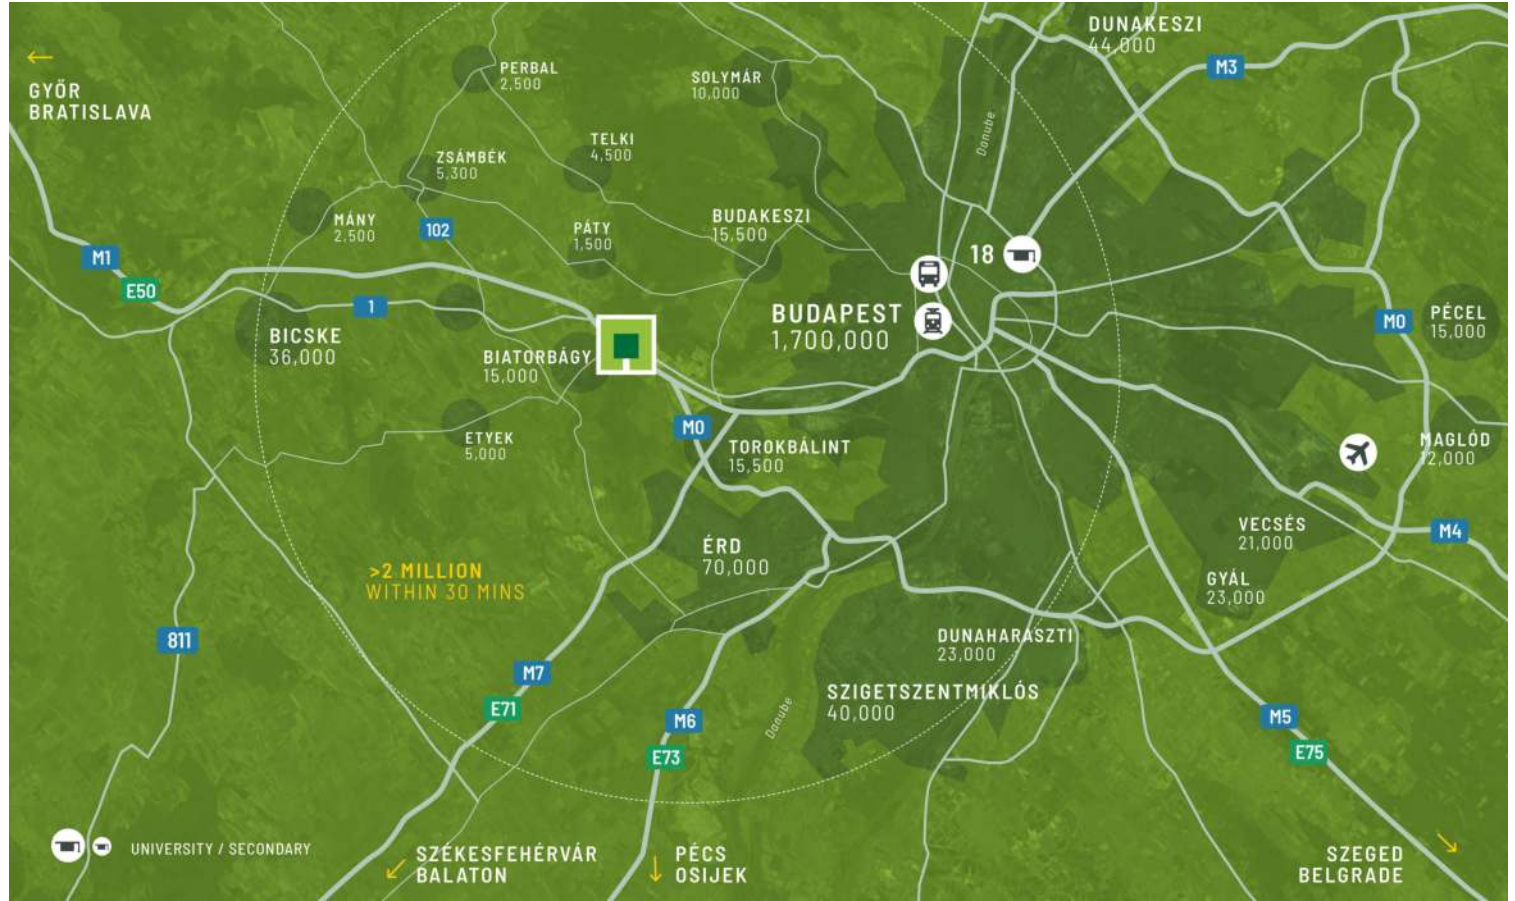 GYŐR
BRATISLAVA
DUNAKESZI
44,000
M3
PERBAL
2,500
SOLYMÁR
10,000
Danube
TELKI
4,500
ZSÁMBÉK
5,300
MÁNY
2,500
102
PÁTY
1,500
BUDAKESZI
15,500
18
M1
E50
1
BICSKE
36,000
BIATORBÁGY
15,000
BUDAPEST
1,700,000
M0
PÉCEL
15,000
ETYEK
5,000
M0
TOROKBÁLINT
15,500
MAGLÓD
12,000
ÉRD
70,000
VECSÉS
21,000
M4
GYÁL
23,000
>2 MILLION
WITHIN 30 MINS
811
DUNAHARASZTI
23,000
M7
E71
SZIGETSZENTMIKLÓS
40,000
M6
E73
Danube
M5
E75
UNIVERSITY / SECONDARY
SZÉKESFEHÉRVÁR
BALATON
PÉCS
OSIJEK
SZEGED
BELGRADE